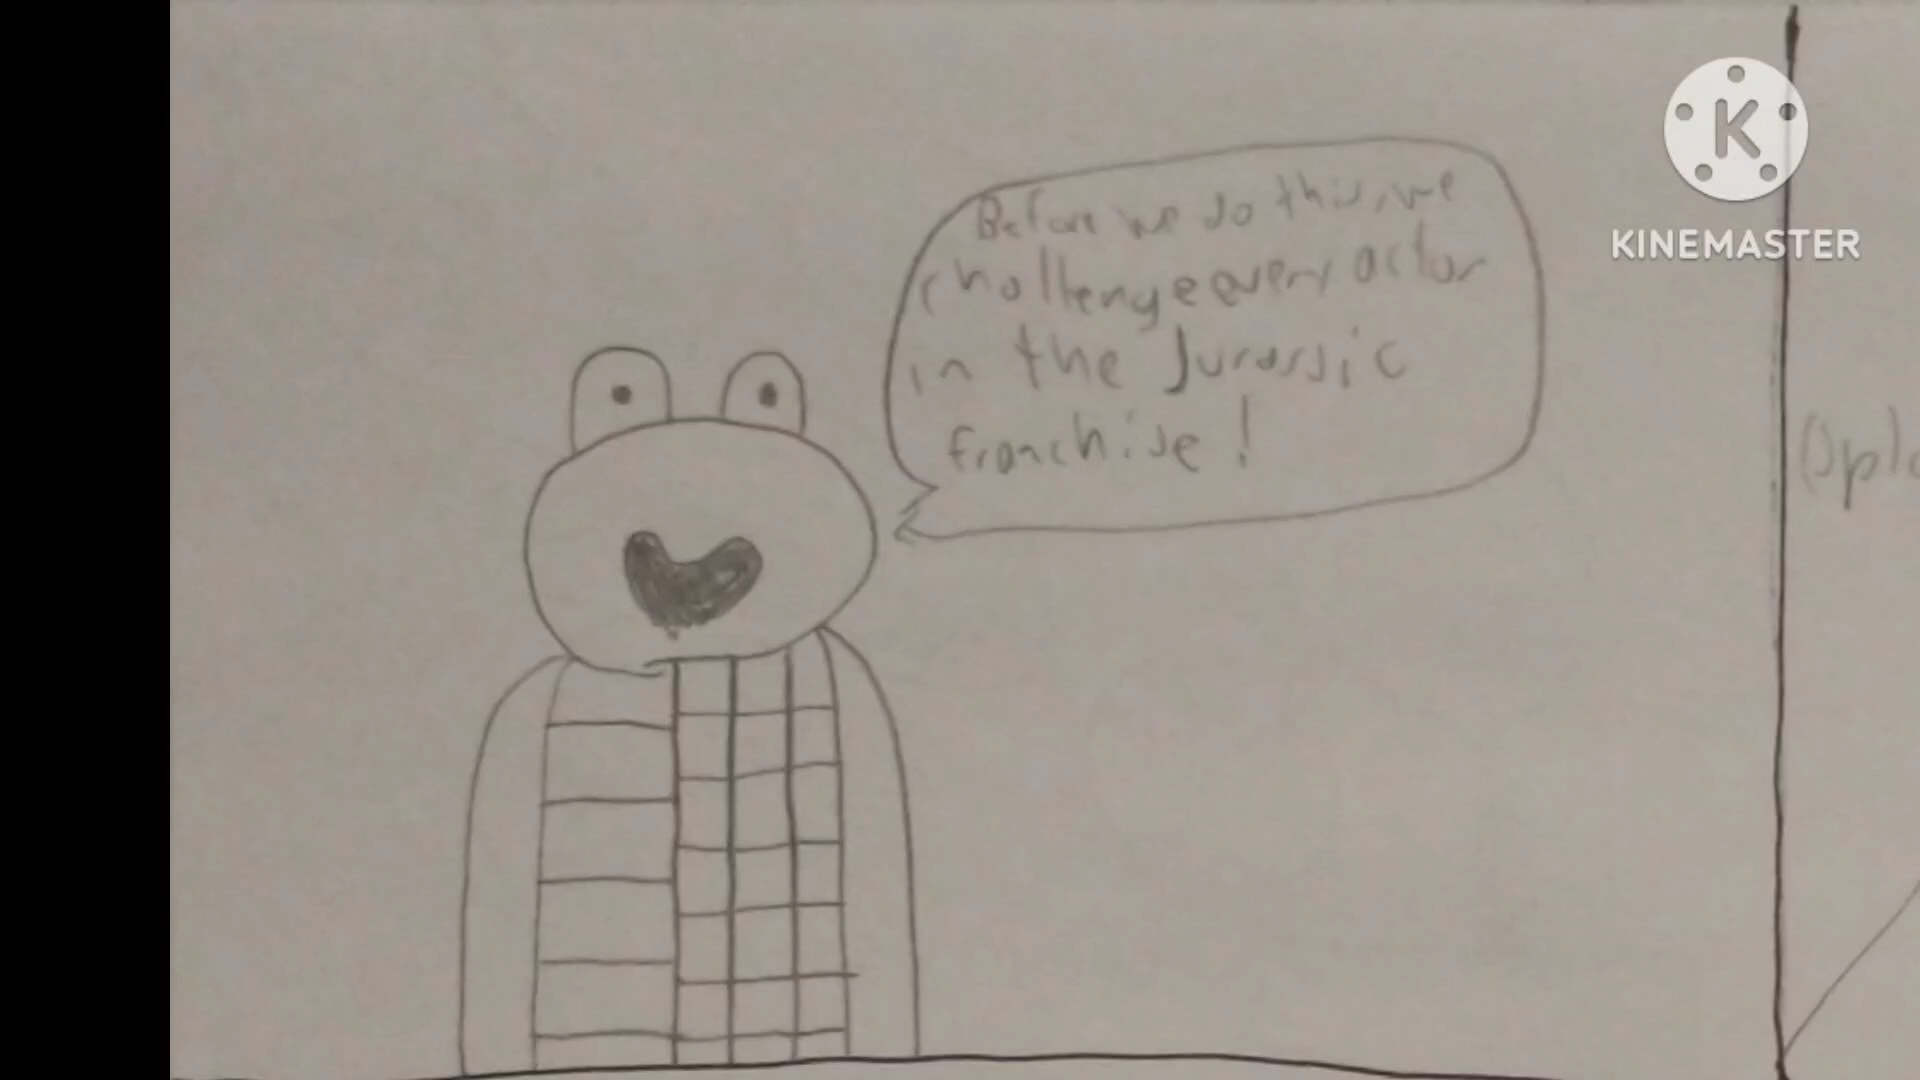 Before we do this, we
challenge every actor
in the Jurassic
franchise!
KINEMASTER